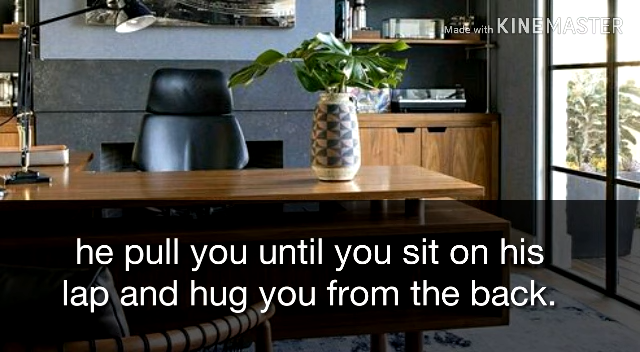 Made with KINEMASTER
he pull you until you sit on his
lap and hug you from the back.